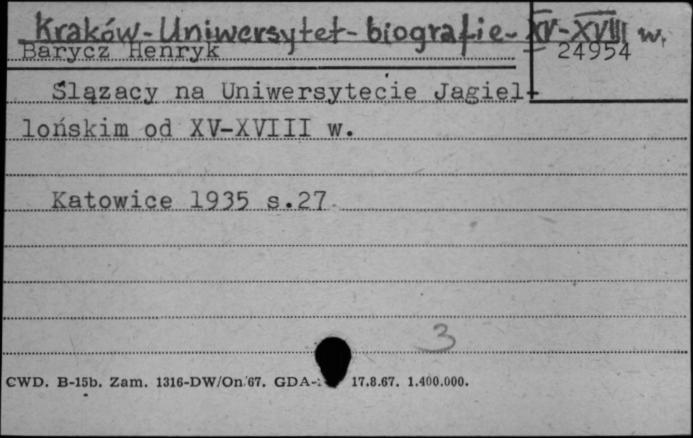 Kraków-Uniwersytet-biografie-XV-XVIII w.
Barycz Henryk
24954
Ślązacy na Uniwersytecie Jagiel-
lońskim od XV-XVIII w.
Katowice 1935 s.27
3
CWD. B-15b. Zam. 1316-DW/On/67. GDA- 17.8.67. 1.400.000.